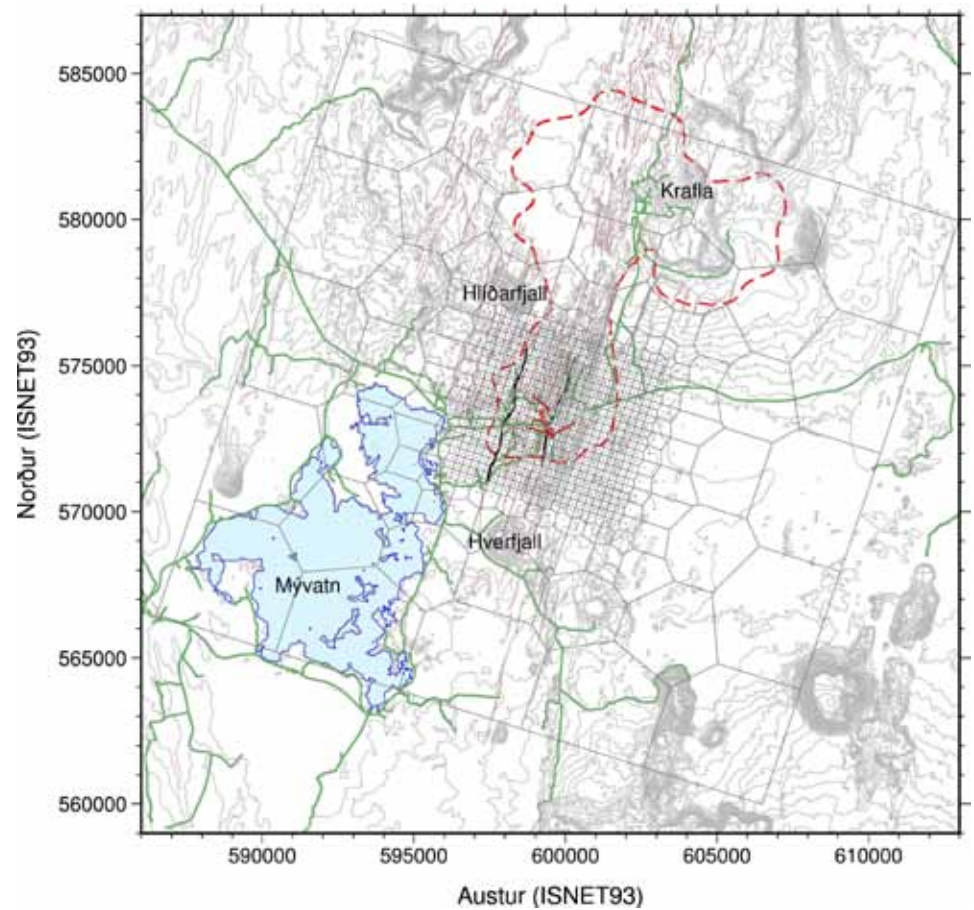 585000
580000
575000
570000
565000
560000
Norður (ISNET93)
Krafla
Hlíðarfjall
Hverfjall
Mývatn
590000
595000
600000
605000
610000
Austur (ISNET93)